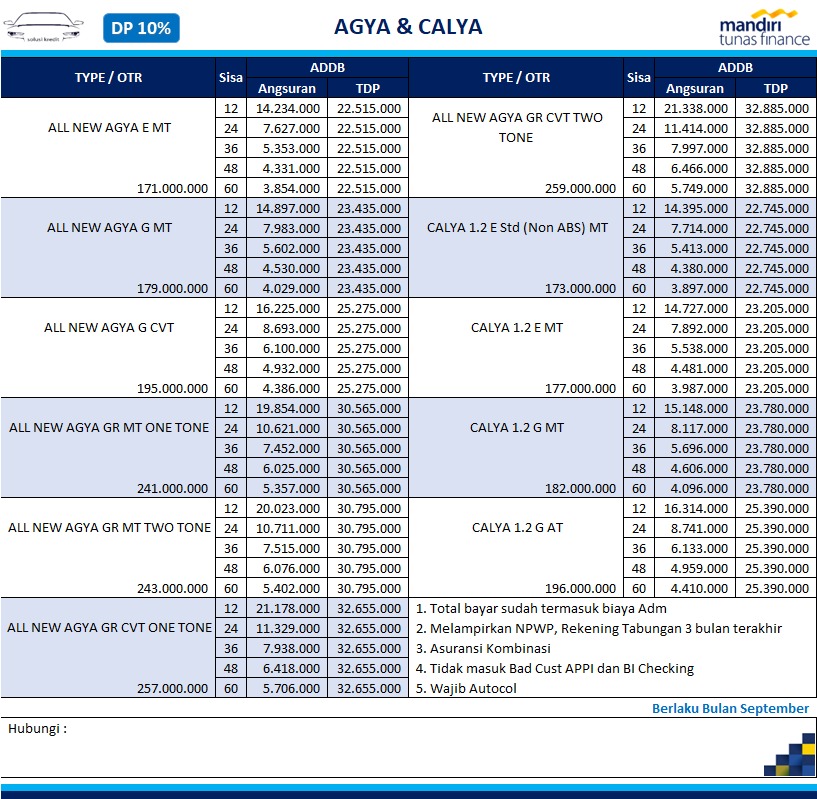 solusi kredit
DP 10%
AGYA & CALYA
mandiri
tunas finance
TYPE / OTR Sisa ADDB TYPE / OTR Sisa ADDB
Angsuran TDP Angsuran TDP
ALL NEW AGYA E MT
12 14.234.000 22.515.000
24 7.627.000 22.515.000
36 5.353.000 22.515.000
48 4.331.000 22.515.000
171.000.000 60 3.854.000 22.515.000
ALL NEW AGYA GR CVT TWO
TONE
12 21.338.000 32.885.000
24 11.414.000 32.885.000
36 7.997.000 32.885.000
48 6.466.000 32.885.000
259.000.000 60 5.749.000 32.885.000
ALL NEW AGYA G MT
12 14.897.000 23.435.000
24 7.983.000 23.435.000
36 5.602.000 23.435.000
48 4.530.000 23.435.000
179.000.000 60 4.029.000 23.435.000
CALYA 1.2 E Std (Non ABS) MT
12 14.395.000 22.745.000
24 7.714.000 22.745.000
36 5.413.000 22.745.000
48 4.380.000 22.745.000
173.000.000 60 3.897.000 22.745.000
ALL NEW AGYA G CVT
12 16.225.000 25.275.000
24 8.693.000 25.275.000
36 6.100.000 25.275.000
48 4.932.000 25.275.000
195.000.000 60 4.386.000 25.275.000
CALYA 1.2 E MT
12 14.727.000 23.205.000
24 7.892.000 23.205.000
36 5.538.000 23.205.000
48 4.481.000 23.205.000
177.000.000 60 3.987.000 23.205.000
ALL NEW AGYA GR MT ONE TONE
12 19.854.000 30.565.000
24 10.621.000 30.565.000
36 7.452.000 30.565.000
48 6.025.000 30.565.000
241.000.000 60 5.357.000 30.565.000
CALYA 1.2 G MT
12 15.148.000 23.780.000
24 8.117.000 23.780.000
36 5.696.000 23.780.000
48 4.606.000 23.780.000
182.000.000 60 4.096.000 23.780.000
ALL NEW AGYA GR MT TWO TONE
12 20.023.000 30.795.000
24 10.711.000 30.795.000
36 7.515.000 30.795.000
48 6.076.000 30.795.000
243.000.000 60 5.402.000 30.795.000
CALYA 1.2 G AT
12 16.314.000 25.390.000
24 8.741.000 25.390.000
36 6.133.000 25.390.000
48 4.959.000 25.390.000
196.000.000 60 4.410.000 25.390.000
ALL NEW AGYA GR CVT ONE TONE
12 21.178.000 32.655.000
24 11.329.000 32.655.000
36 7.938.000 32.655.000
48 6.418.000 32.655.000
257.000.000 60 5.706.000 32.655.000
1. Total bayar sudah termasuk biaya Adm
2. Melampirkan NPWP, Rekening Tabungan 3 bulan terakhir
3. Asuransi Kombinasi
4. Tidak masuk Bad Cust APPI dan BI Checking
5. Wajib Autocol
Berlaku Bulan September
Hubungi :